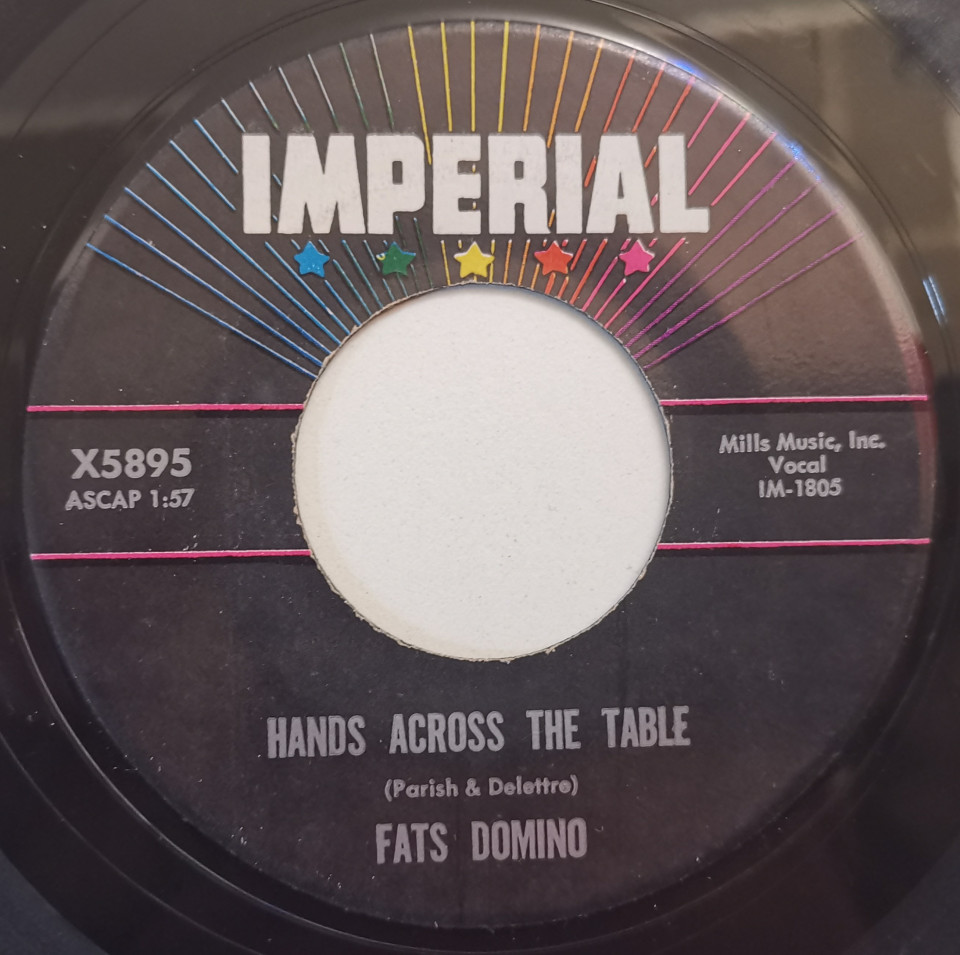 IMPERIAL
X5895
ASCAP 1:57
Mills Music, Inc.
Vocal
IM-1805
HANDS ACROSS THE TABLE
(Parish & Delettre)
FATS DOMINO